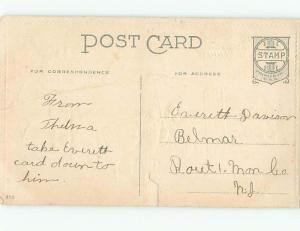 POST CARD
FOR CORRESPONDENCE
FOR ADDRESS
STAMP
From
Thelma
take Everett
card down to
him.
Everett Davison
Belmar
Rout 1. Mon Co
N.J.